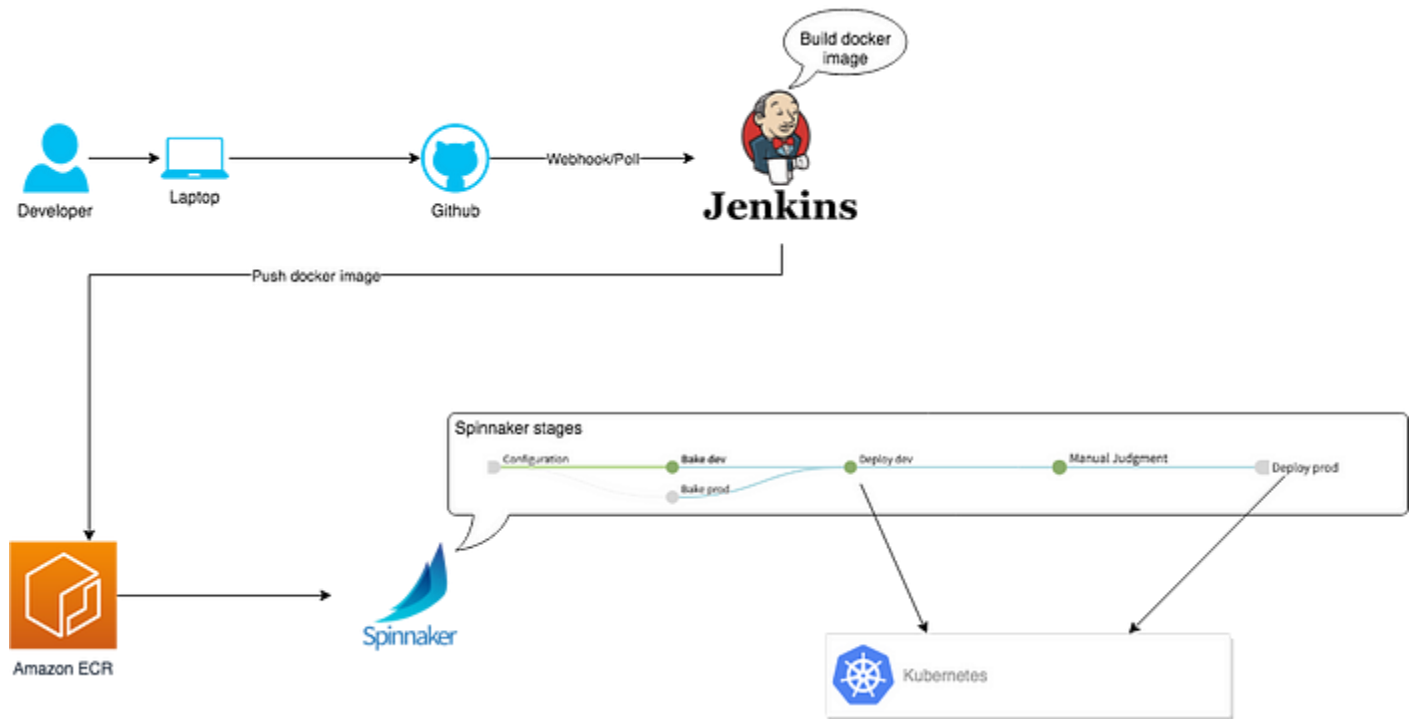 Build docker
image
Developer
Laptop
Github
Webhook/Poll
Jenkins
Push docker image
Spinnaker stages
Configuration
Bake dev
Bake prod
Deploy dev
Manual Judgment
Deploy prod
Amazon ECR
Spinnaker
Kubernetes